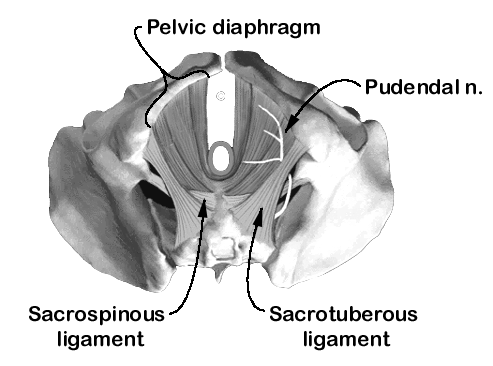 Pelvic diaphragm
Pudendal n.
©
Sacrospinous
ligament
Sacrotuberous
ligament